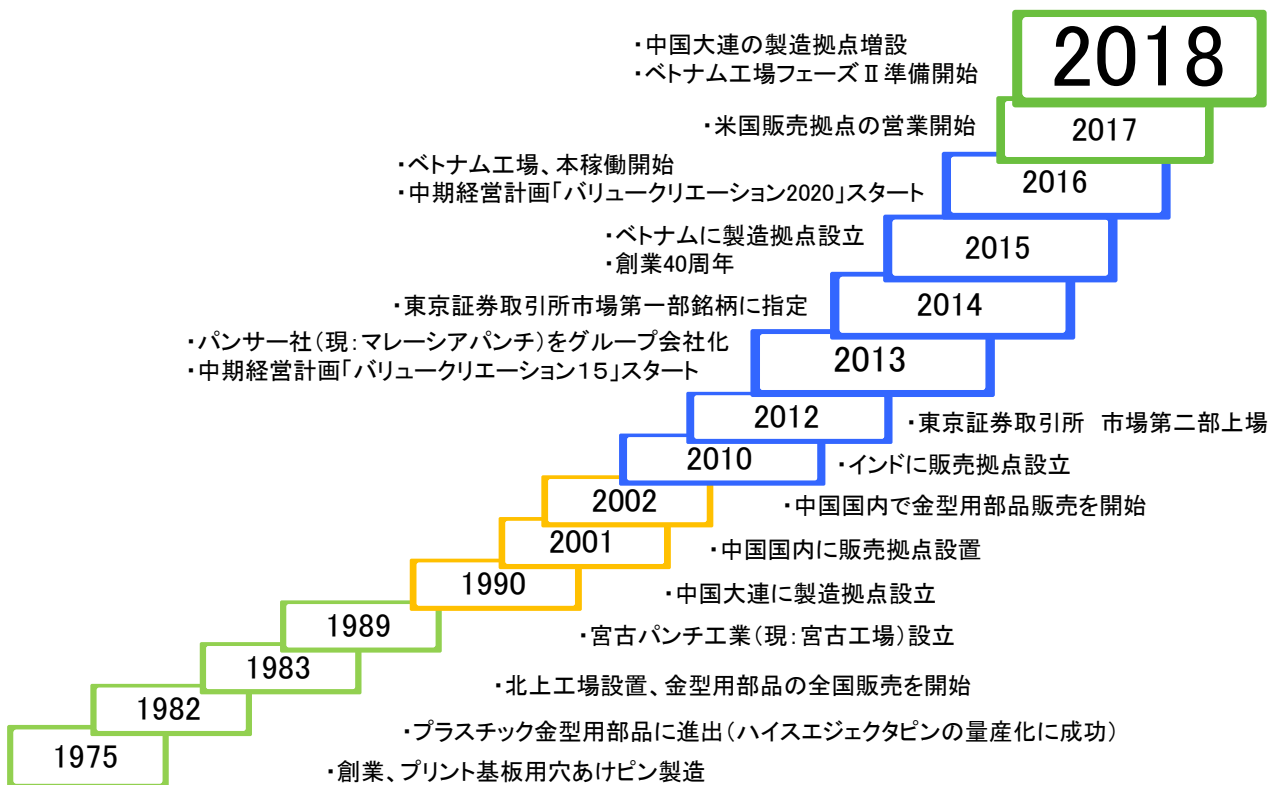 ・中国大連の製造拠点増設
・ベトナム工場フェーズⅡ準備開始
2018
・米国販売拠点の営業開始
2017
・ベトナム工場、本稼働開始
・中期経営計画「バリュークリエーション2020」スタート
2016
・ベトナムに製造拠点設立
・創業40周年
2015
・東京証券取引所市場第一部銘柄に指定
2014
・パンサー社(現:マレーシアパンチ)をグループ会社化
・中期経営計画「バリュークリエーション15」スタート
2013
2012
・東京証券取引所 市場第二部上場
2010
・インドに販売拠点設立
2002
・中国国内で金型用部品販売を開始
2001
・中国国内に販売拠点設置
1990
・中国大連に製造拠点設立
1989
・宮古パンチ工業(現:宮古工場)設立
1983
・北上工場設置、金型用部品の全国販売を開始
1982
・プラスチック金型用部品に進出(ハイスエジェクタピンの量産化に成功)
1975
・創業、プリント基板用穴あけピン製造